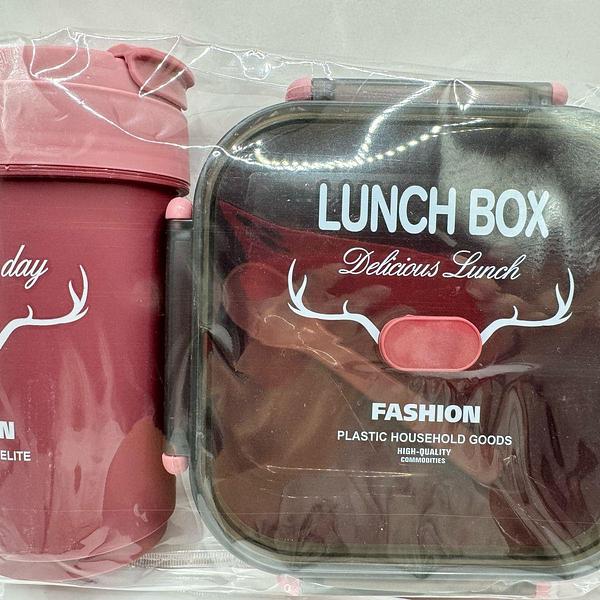 day
N
ELITE
LUNCH BOX
Delicious Lunch
FASHION
PLASTIC HOUSEHOLD GOODS
HIGH-QUALITY
COMMODITIES